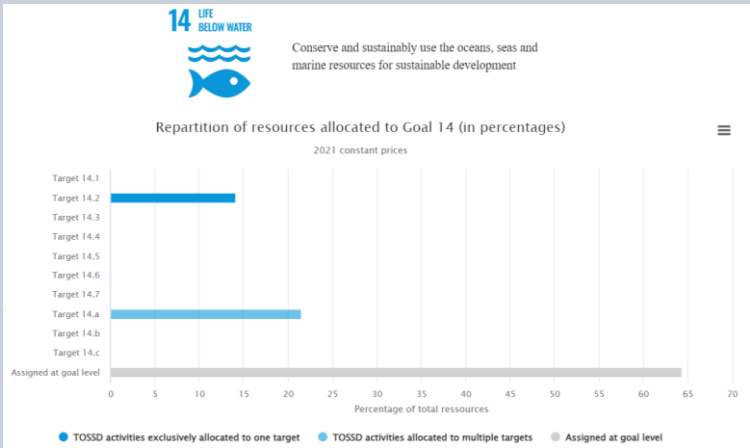 14 LIFE
BELOW WATER
Conserve and sustainably use the oceans, seas and
marine resources for sustainable development
Repartition of resources allocated to Goal 14 (in percentages)
2021 constant prices
Target 14.1
Target 14.2
Target 14.3
Target 14.4
Target 14.5
Target 14.6
Target 14.7
Target 14.a
Target 14.b
Target 14.c
Assigned at goal level
0 5 10 15 20 25 30 35 40 45 50 55 60 65 70
Percentage of total ressources
TOSSD activities exclusively allocated to one target TOSSD activities allocated to multiple targets Assigned at goal level